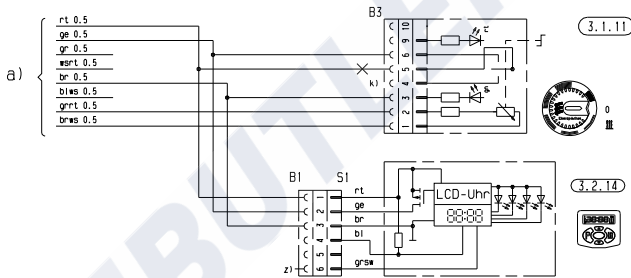 B3
3.1.11
rt 0.5
ge 0.5
gr 0.5
wsrt 0.5
br 0.5
blws 0.5
grrt 0.5
brws 0.5
a)
k)
10
9
6
5
4
3
2
1
0
B1 S1
3.2.14
rt
ge
br
bl
grsw
LCD-Uhr
88:88
1
2
3
4
5
6
z)